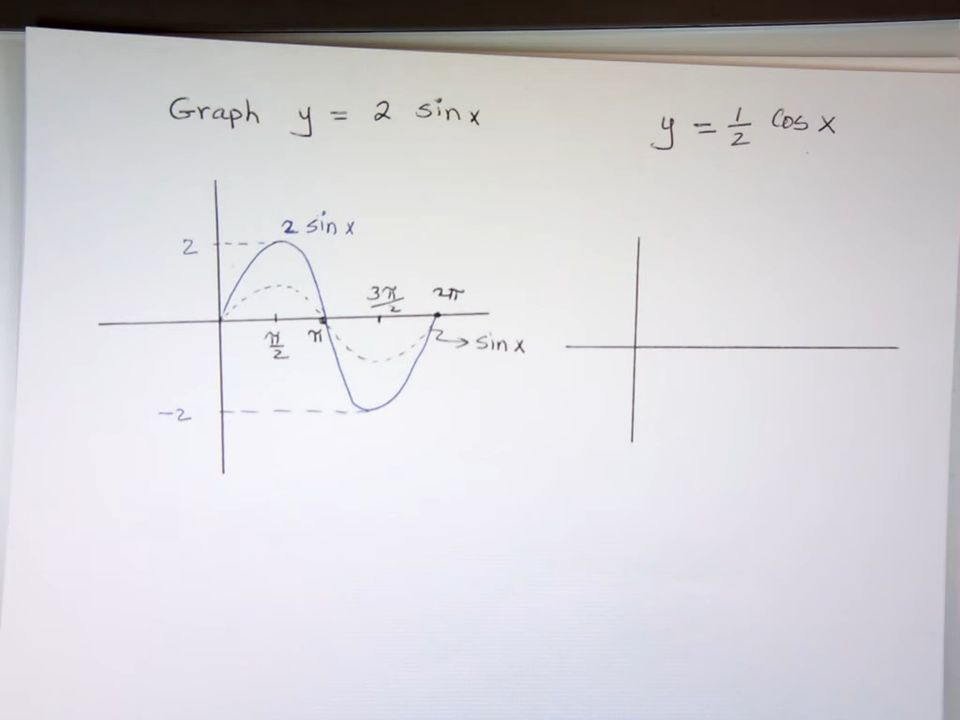 Graph y = 2 sin x
y = 1/2 cos x
2 sin x
2
3π/2
2π
π/2
π
sin x
-2